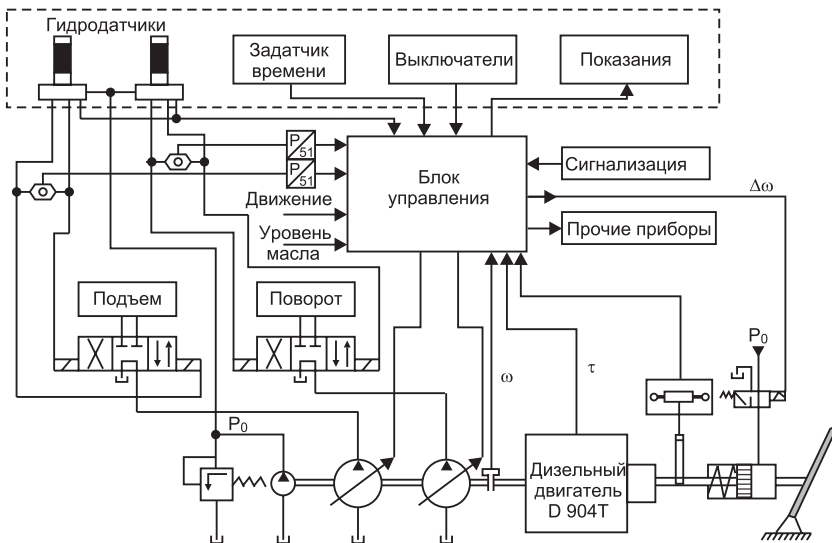 Гидродатчики
Задатчик
времени
Выключатели
Показания
P
51
P
51
Блок
управления
Сигнализация
Δω
Движение
Прочие приборы
Уровень
масла
Подъем
Поворот
P₀
ω
τ
P₀
Дизельный
двигатель
D 904T